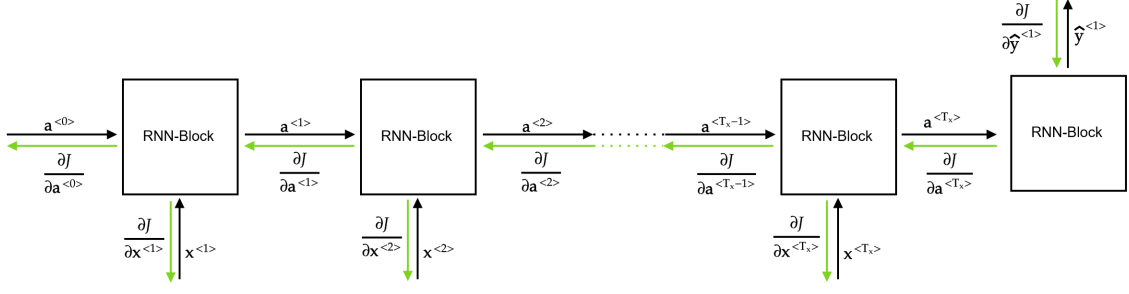 ∂J
∂ŷ<1>
ŷ<1>
a<0>
RNN-Block
a<1>
RNN-Block
a<2>
a<Tx−1>
RNN-Block
a<Tx>
RNN-Block
∂J
∂a<0>
∂J
∂a<1>
∂J
∂a<2>
∂J
∂a<Tx−1>
∂J
∂a<Tx>
∂J
∂x<1>
x<1>
∂J
∂x<2>
x<2>
∂J
∂x<Tx>
x<Tx>